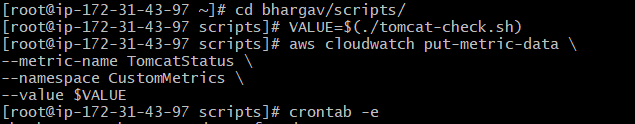 [root@ip-172-31-43-97 ~]# cd bhargav/scripts/
[root@ip-172-31-43-97 scripts]# VALUE=$(./tomcat-check.sh)
[root@ip-172-31-43-97 scripts]# aws cloudwatch put-metric-data \
--metric-name TomcatStatus \
--namespace CustomMetrics \
--value $VALUE
[root@ip-172-31-43-97 scripts]# crontab -e